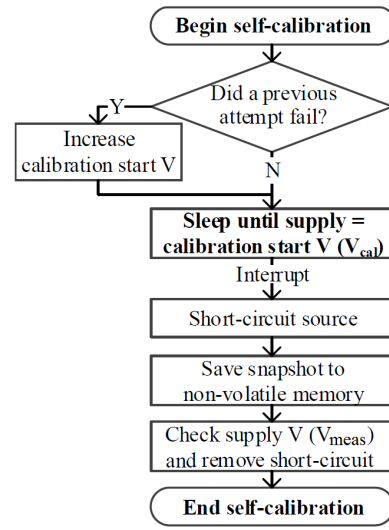 Begin self-calibration
Did a previous
attempt fail?
Y
Increase
calibration start V
N
Sleep until supply =
calibration start V (Vcal)
Interrupt
Short-circuit source
Save snapshot to
non-volatile memory
Check supply V (Vmeas)
and remove short-circuit
End self-calibration